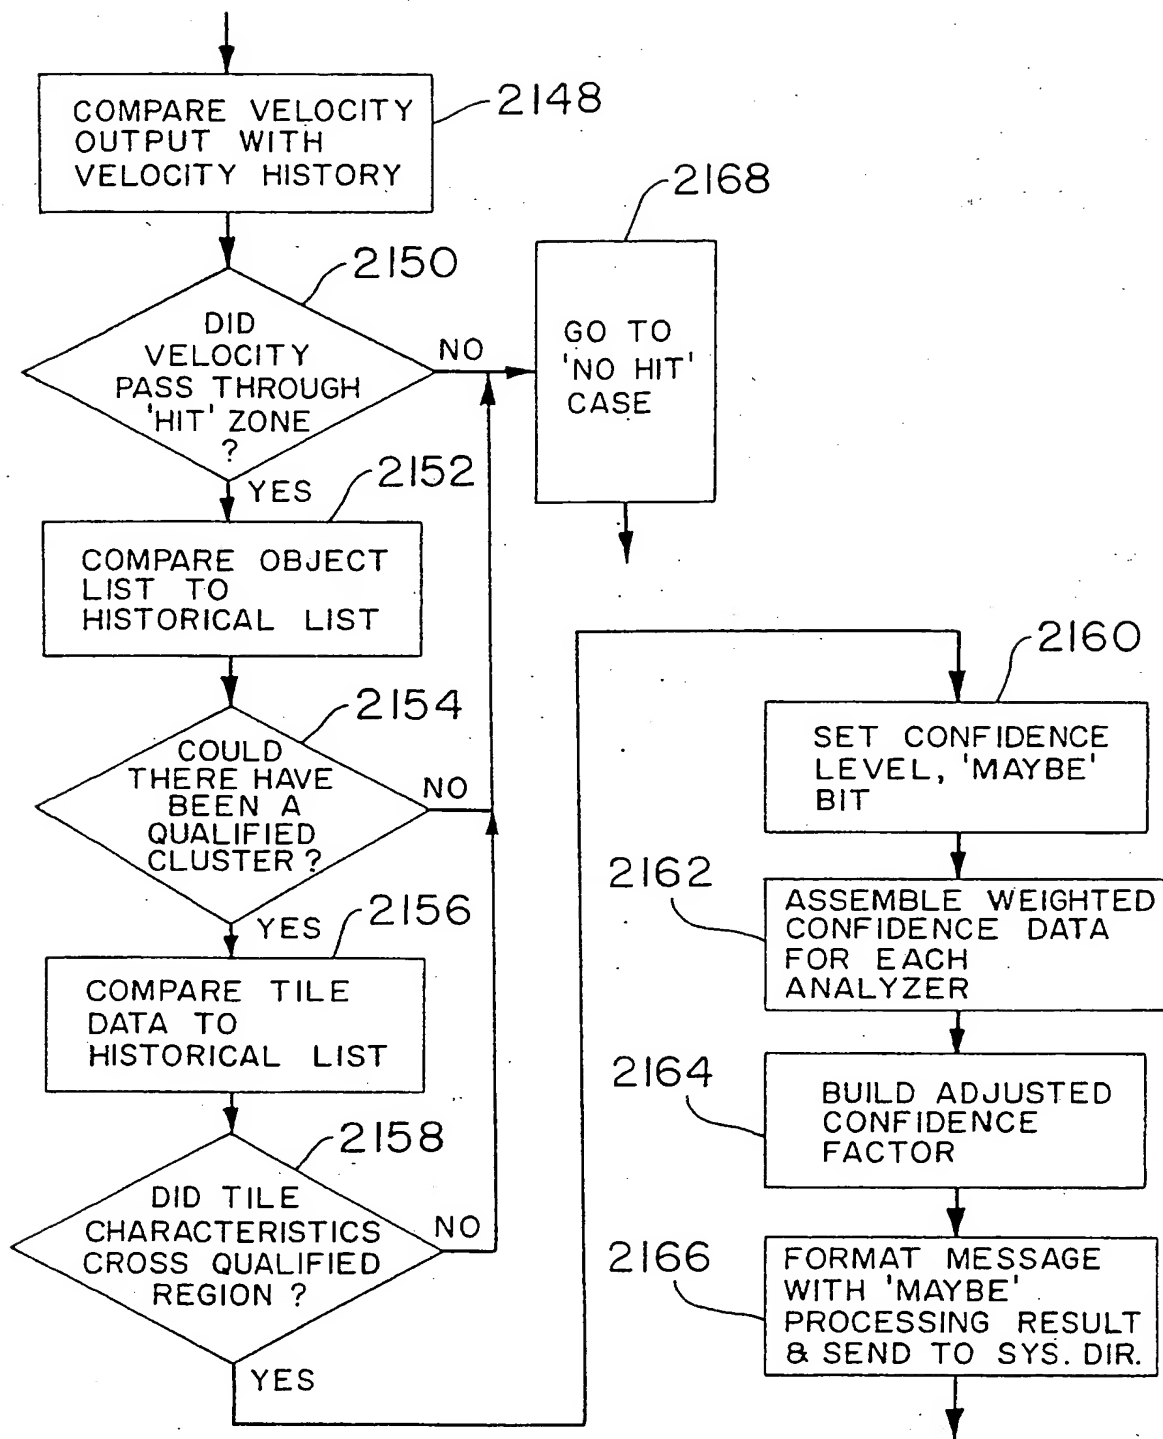 COMPARE VELOCITY
OUTPUT WITH
VELOCITY HISTORY
2148
2150
DID
VELOCITY
PASS THROUGH
'HIT' ZONE
?
NO
YES
2168
GO TO
'NO HIT'
CASE
2152
COMPARE OBJECT
LIST TO
HISTORICAL LIST
2154
COULD
THERE HAVE
BEEN A
QUALIFIED
CLUSTER ?
NO
YES
2156
COMPARE TILE
DATA TO
HISTORICAL LIST
2158
DID TILE
CHARACTERISTICS
CROSS QUALIFIED
REGION ?
NO
YES
2160
SET CONFIDENCE
LEVEL, 'MAYBE'
BIT
2162
ASSEMBLE WEIGHTED
CONFIDENCE DATA
FOR EACH
ANALYZER
2164
BUILD ADJUSTED
CONFIDENCE
FACTOR
2166
FORMAT MESSAGE
WITH 'MAYBE'
PROCESSING RESULT
& SEND TO SYS. DIR.